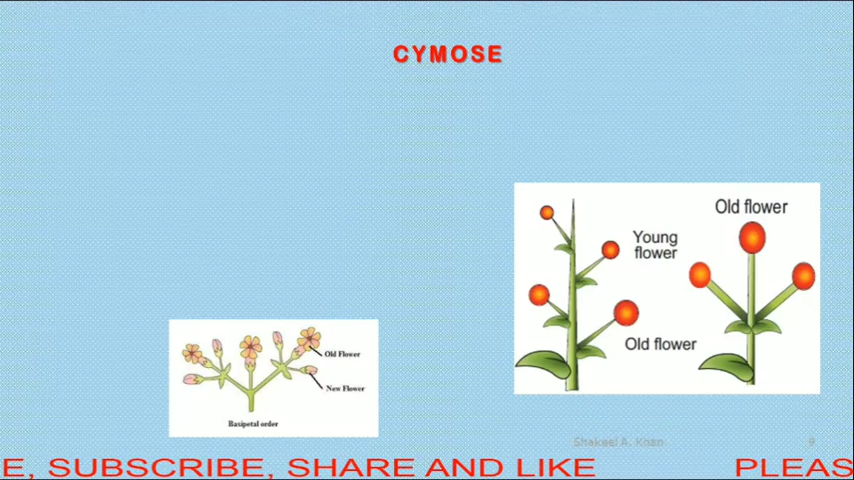 CYMOSE
Old flower
Young
flower
Old flower
Old Flower
New Flower
Basipetal order
Shakeel A. Khan
9
E, SUBSCRIBE, SHARE AND LIKE PLEAS